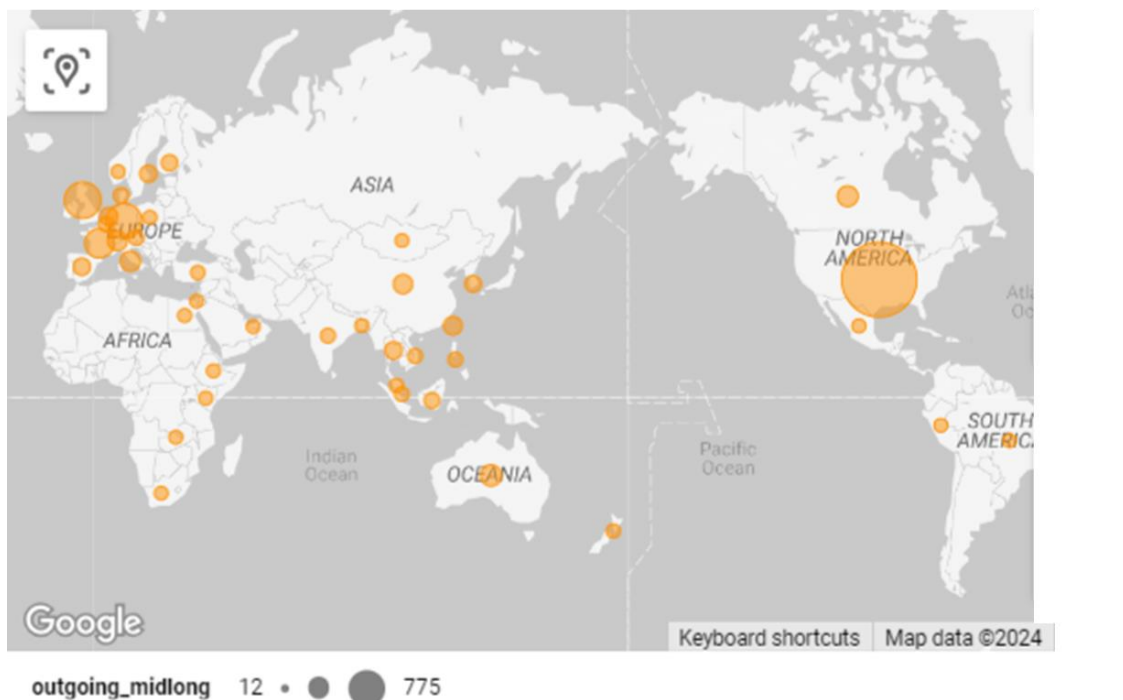 ASIA
EUROPE
NORTH
AMERICA
AFRICA
SOUTH
AMERIC
Indian
Ocean
OCEANIA
Pacific
Ocean
Google
Keyboard shortcuts
Map data ©2024
outgoing_midlong 12 775